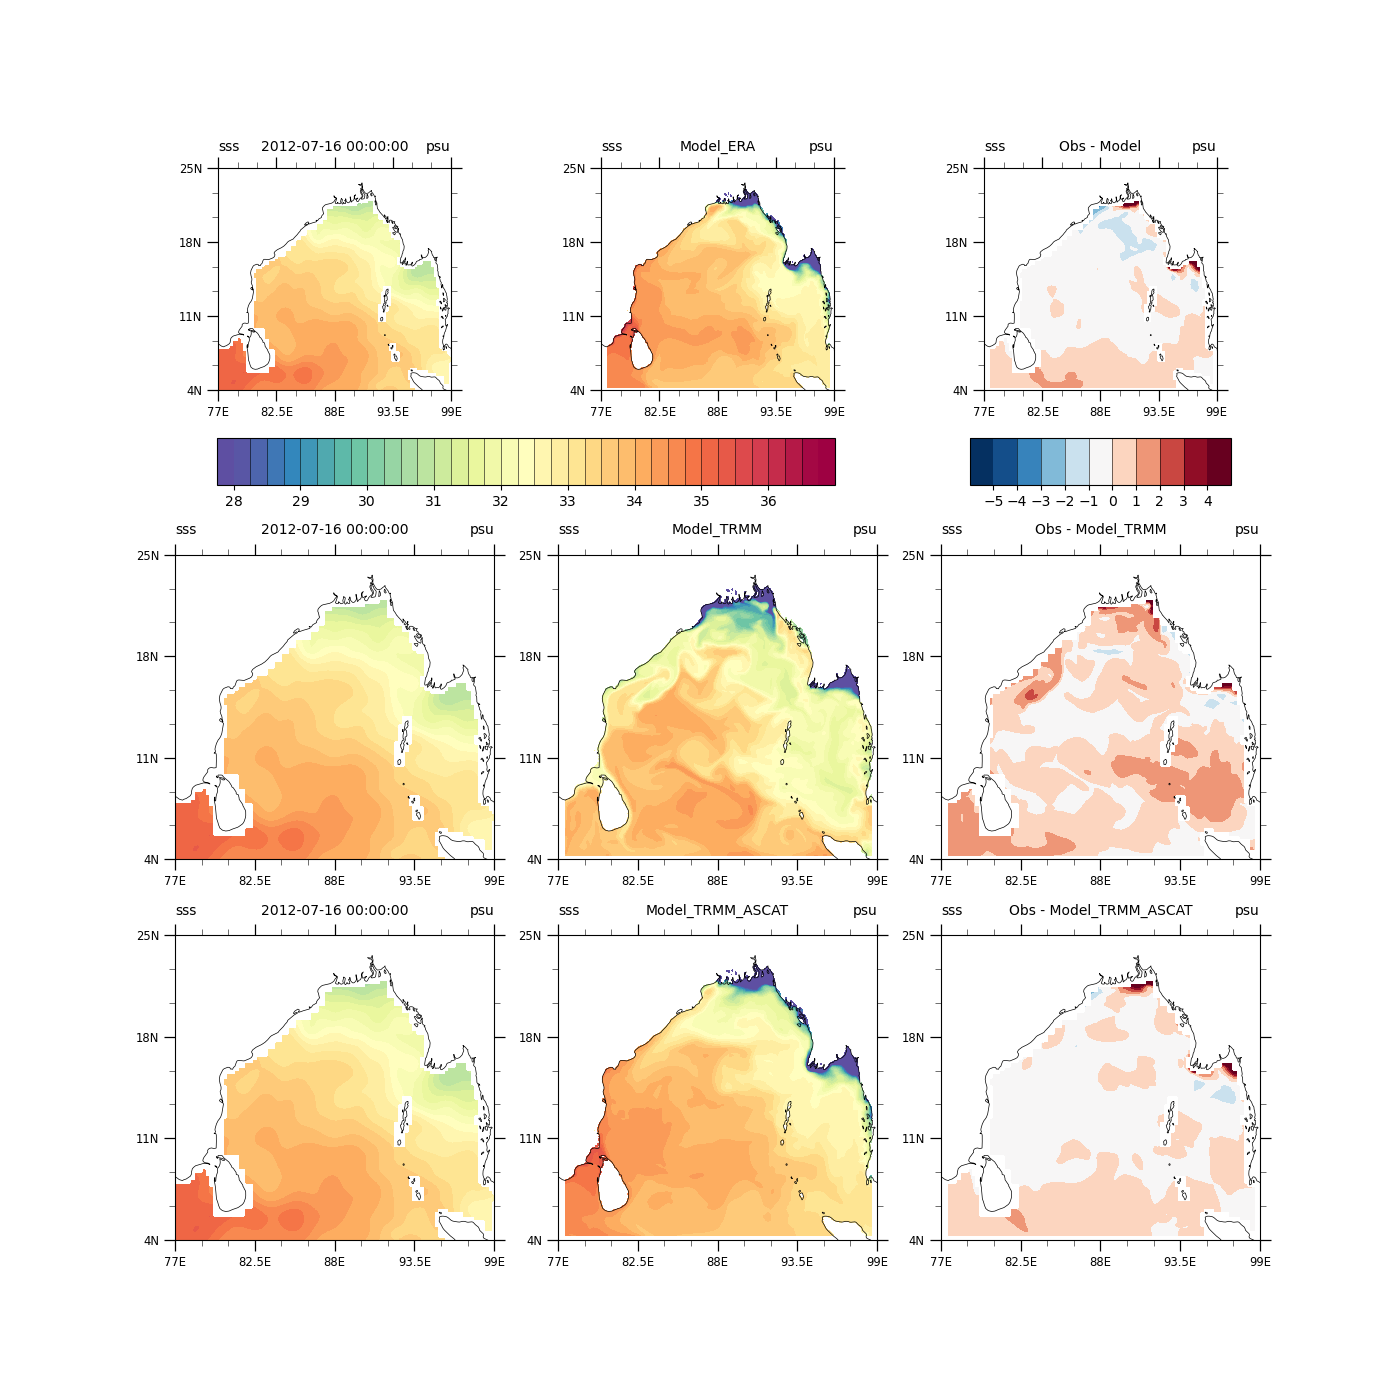 sss 2012-07-16 00:00:00 psu
sss Model_ERA psu
sss Obs - Model psu
25N 25N 25N
18N 18N 18N
11N 11N 11N
4N 4N 4N
77E 82.5E 88E 93.5E 99E
77E 82.5E 88E 93.5E 99E
77E 82.5E 88E 93.5E 99E
28 29 30 31 32 33 34 35 36
−5 −4 −3 −2 −1 0 1 2 3 4
sss 2012-07-16 00:00:00 psu
sss Model_TRMM psu
sss Obs - Model_TRMM psu
25N 25N 25N
18N 18N 18N
11N 11N 11N
4N 4N 4N
77E 82.5E 88E 93.5E 99E
77E 82.5E 88E 93.5E 99E
77E 82.5E 88E 93.5E 99E
sss 2012-07-16 00:00:00 psu
sss Model_TRMM_ASCAT psu
sss Obs - Model_TRMM_ASCAT psu
25N 25N 25N
18N 18N 18N
11N 11N 11N
4N 4N 4N
77E 82.5E 88E 93.5E 99E
77E 82.5E 88E 93.5E 99E
77E 82.5E 88E 93.5E 99E